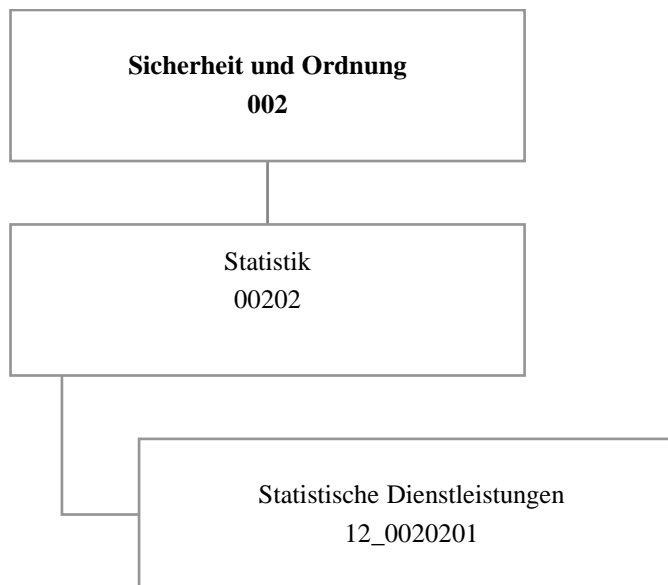 Sicherheit und Ordnung
002
Statistik
00202
Statistische Dienstleistungen
12_0020201